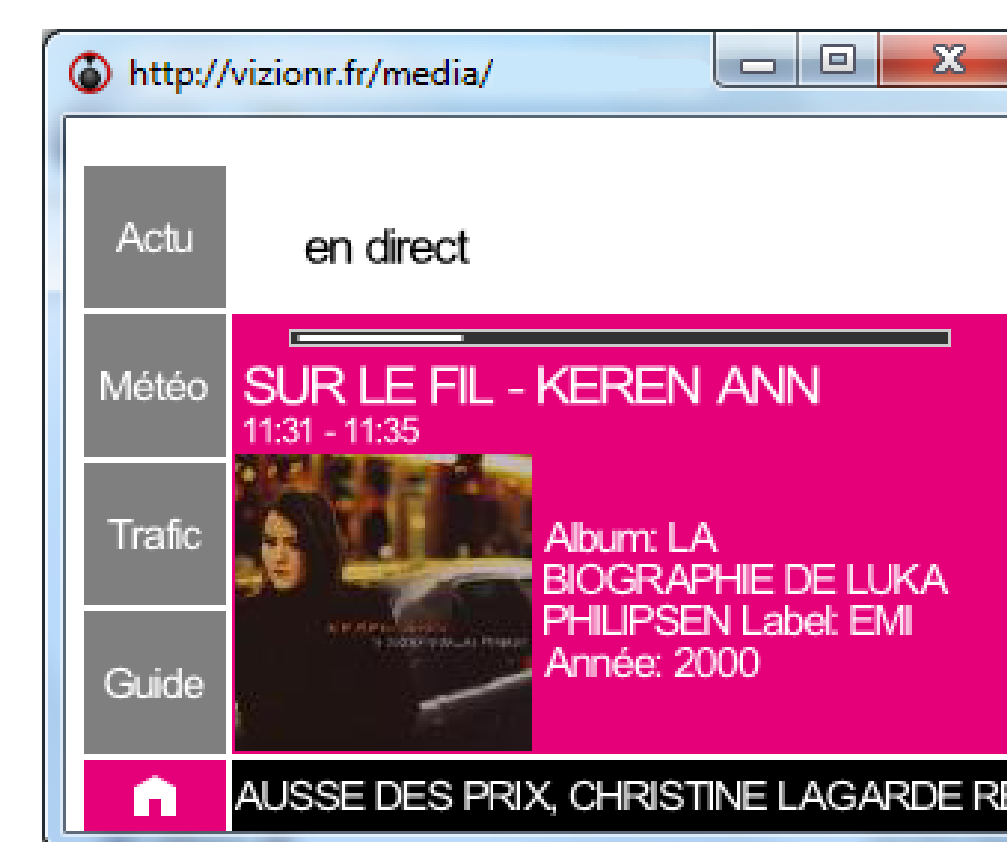 http://vizionr.fr/media/
Actu
en direct
Météo
SUR LE FIL - KEREN ANN
11:31 - 11:35
Trafic
Album: LA
BIOGRAPHIE DE LUKA
PHILIPSEN Label: EMI
Année: 2000
Guide
AUSSE DES PRIX, CHRISTINE LAGARDE RE